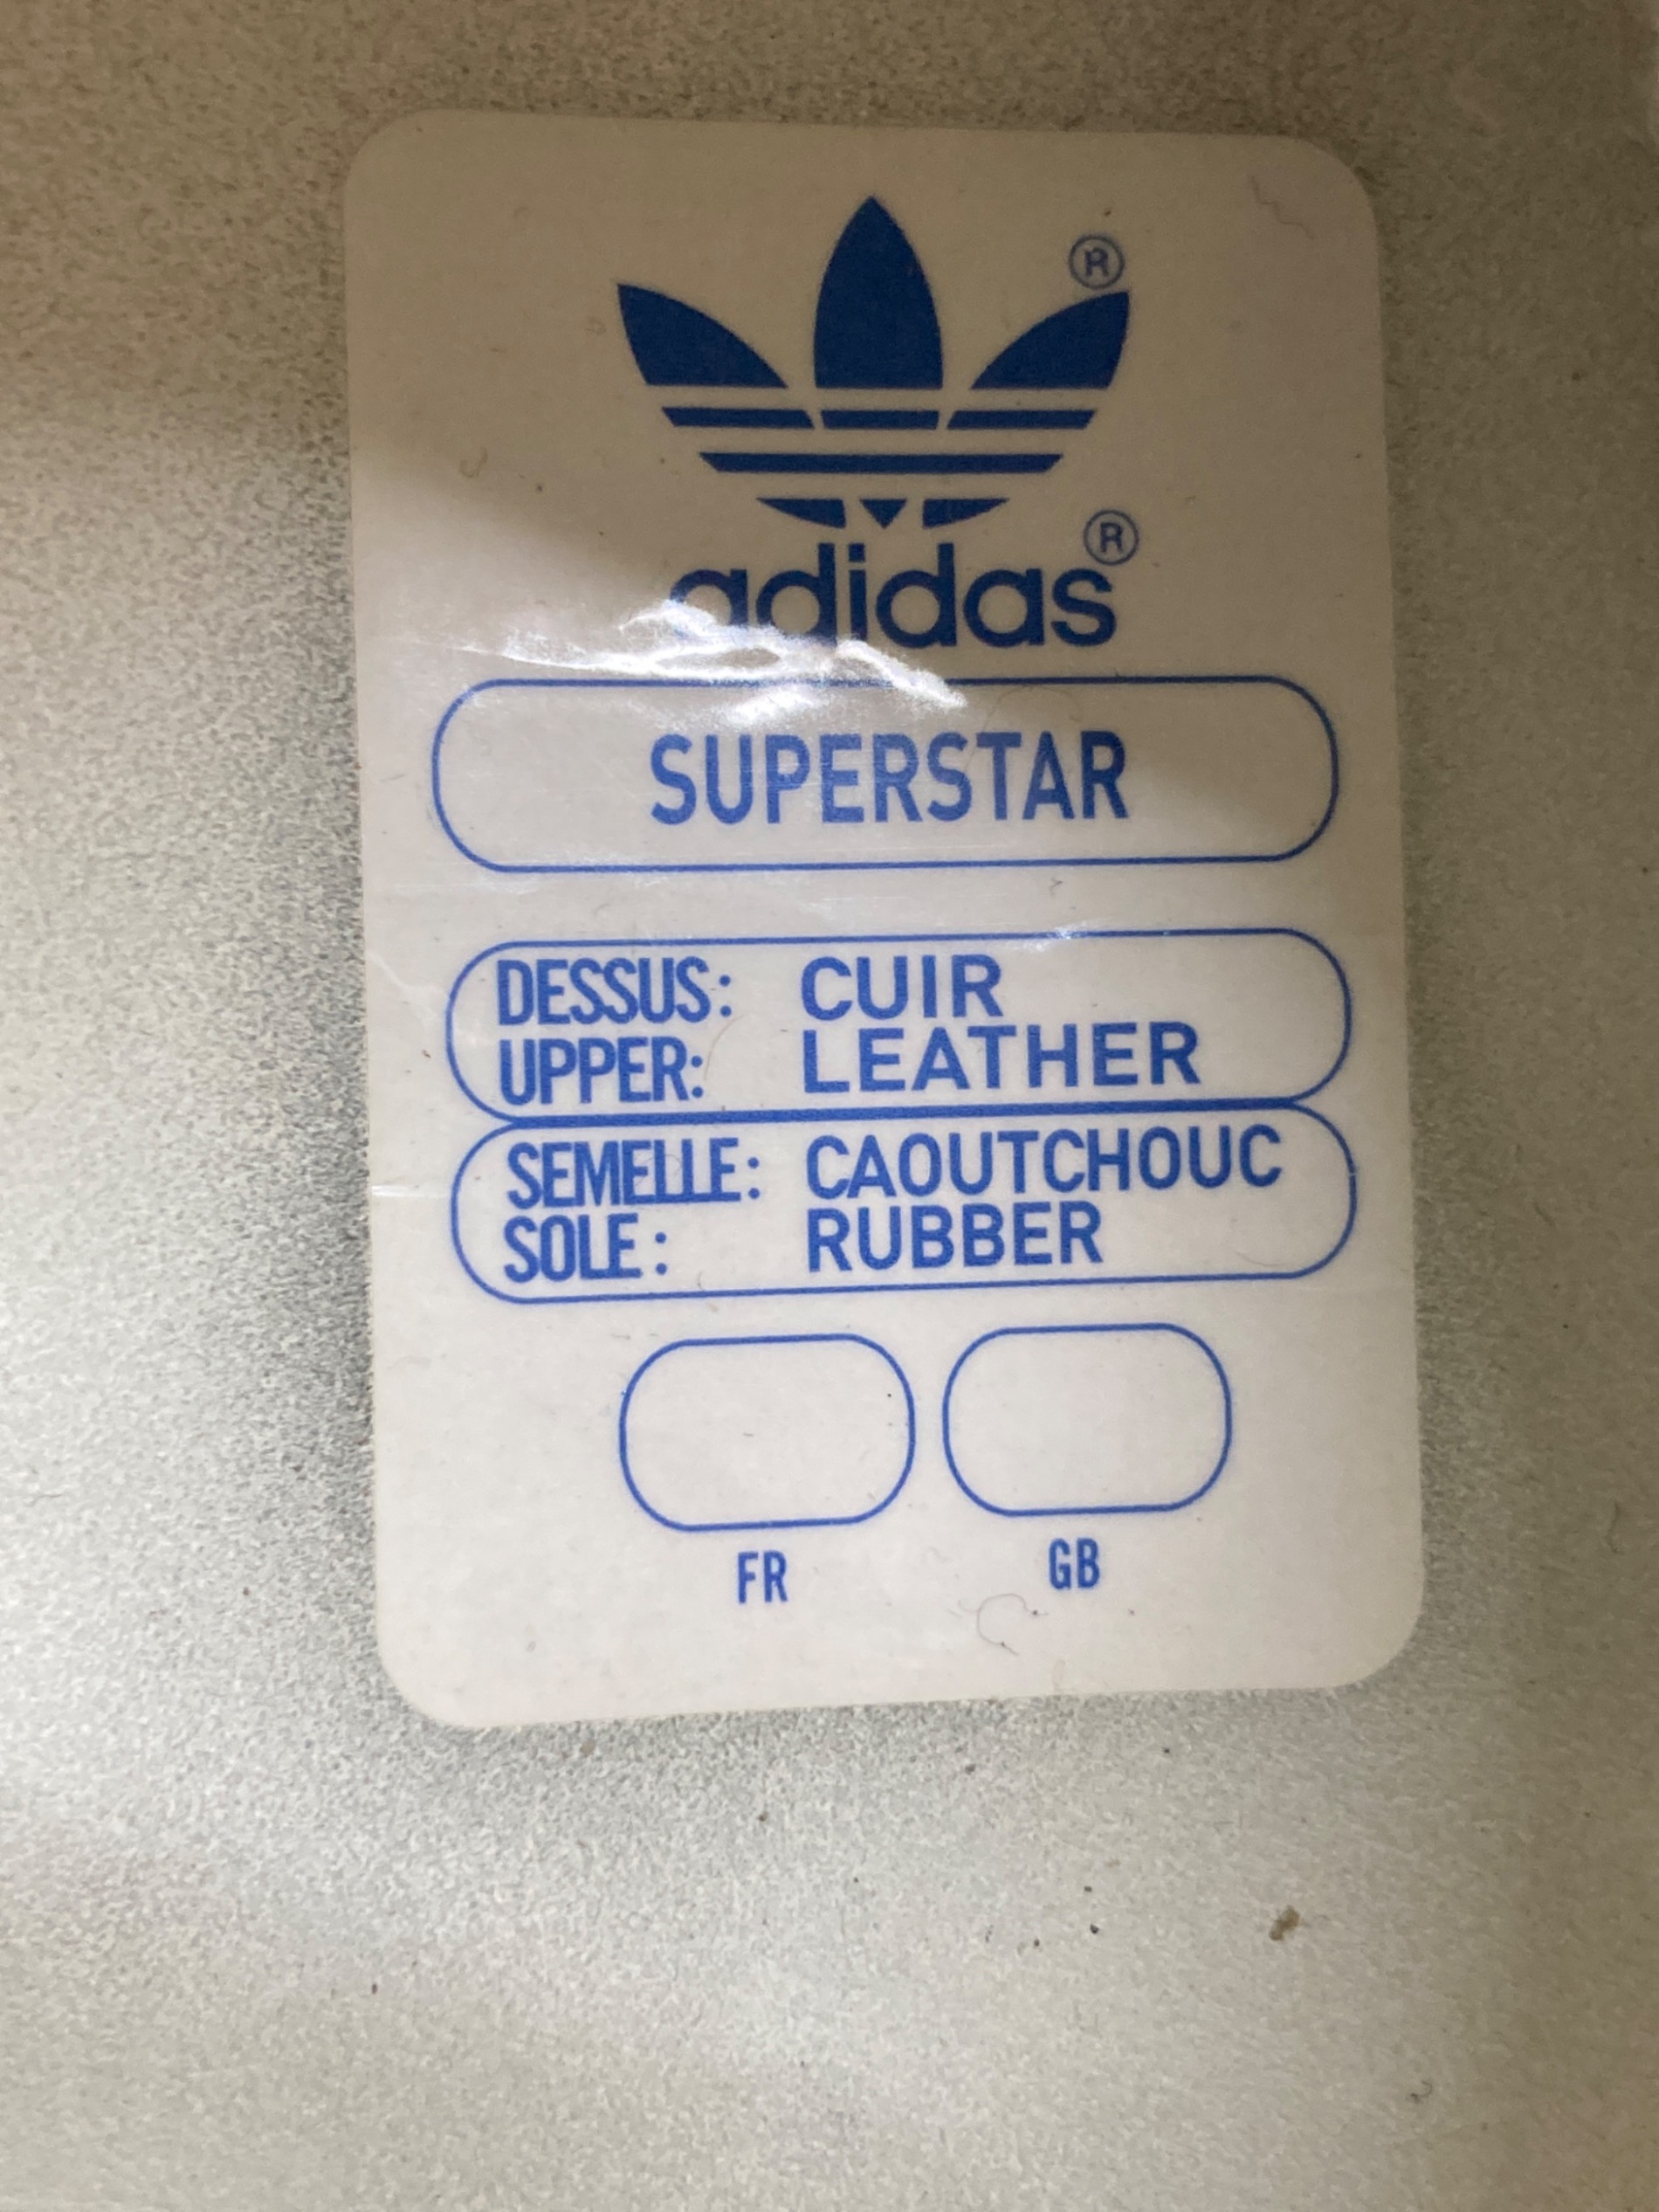 ®
adidas®
SUPERSTAR
DESSUS: CUIR
UPPER: LEATHER
SEMELLE: CAOUTCHOUC
SOLE: RUBBER
FR GB